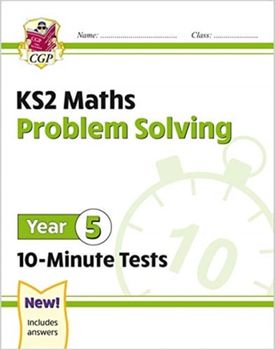 Name: Class:
CGP
KS2 Maths
Problem Solving
Year 5
10-Minute Tests
10
New!
Includes
answers